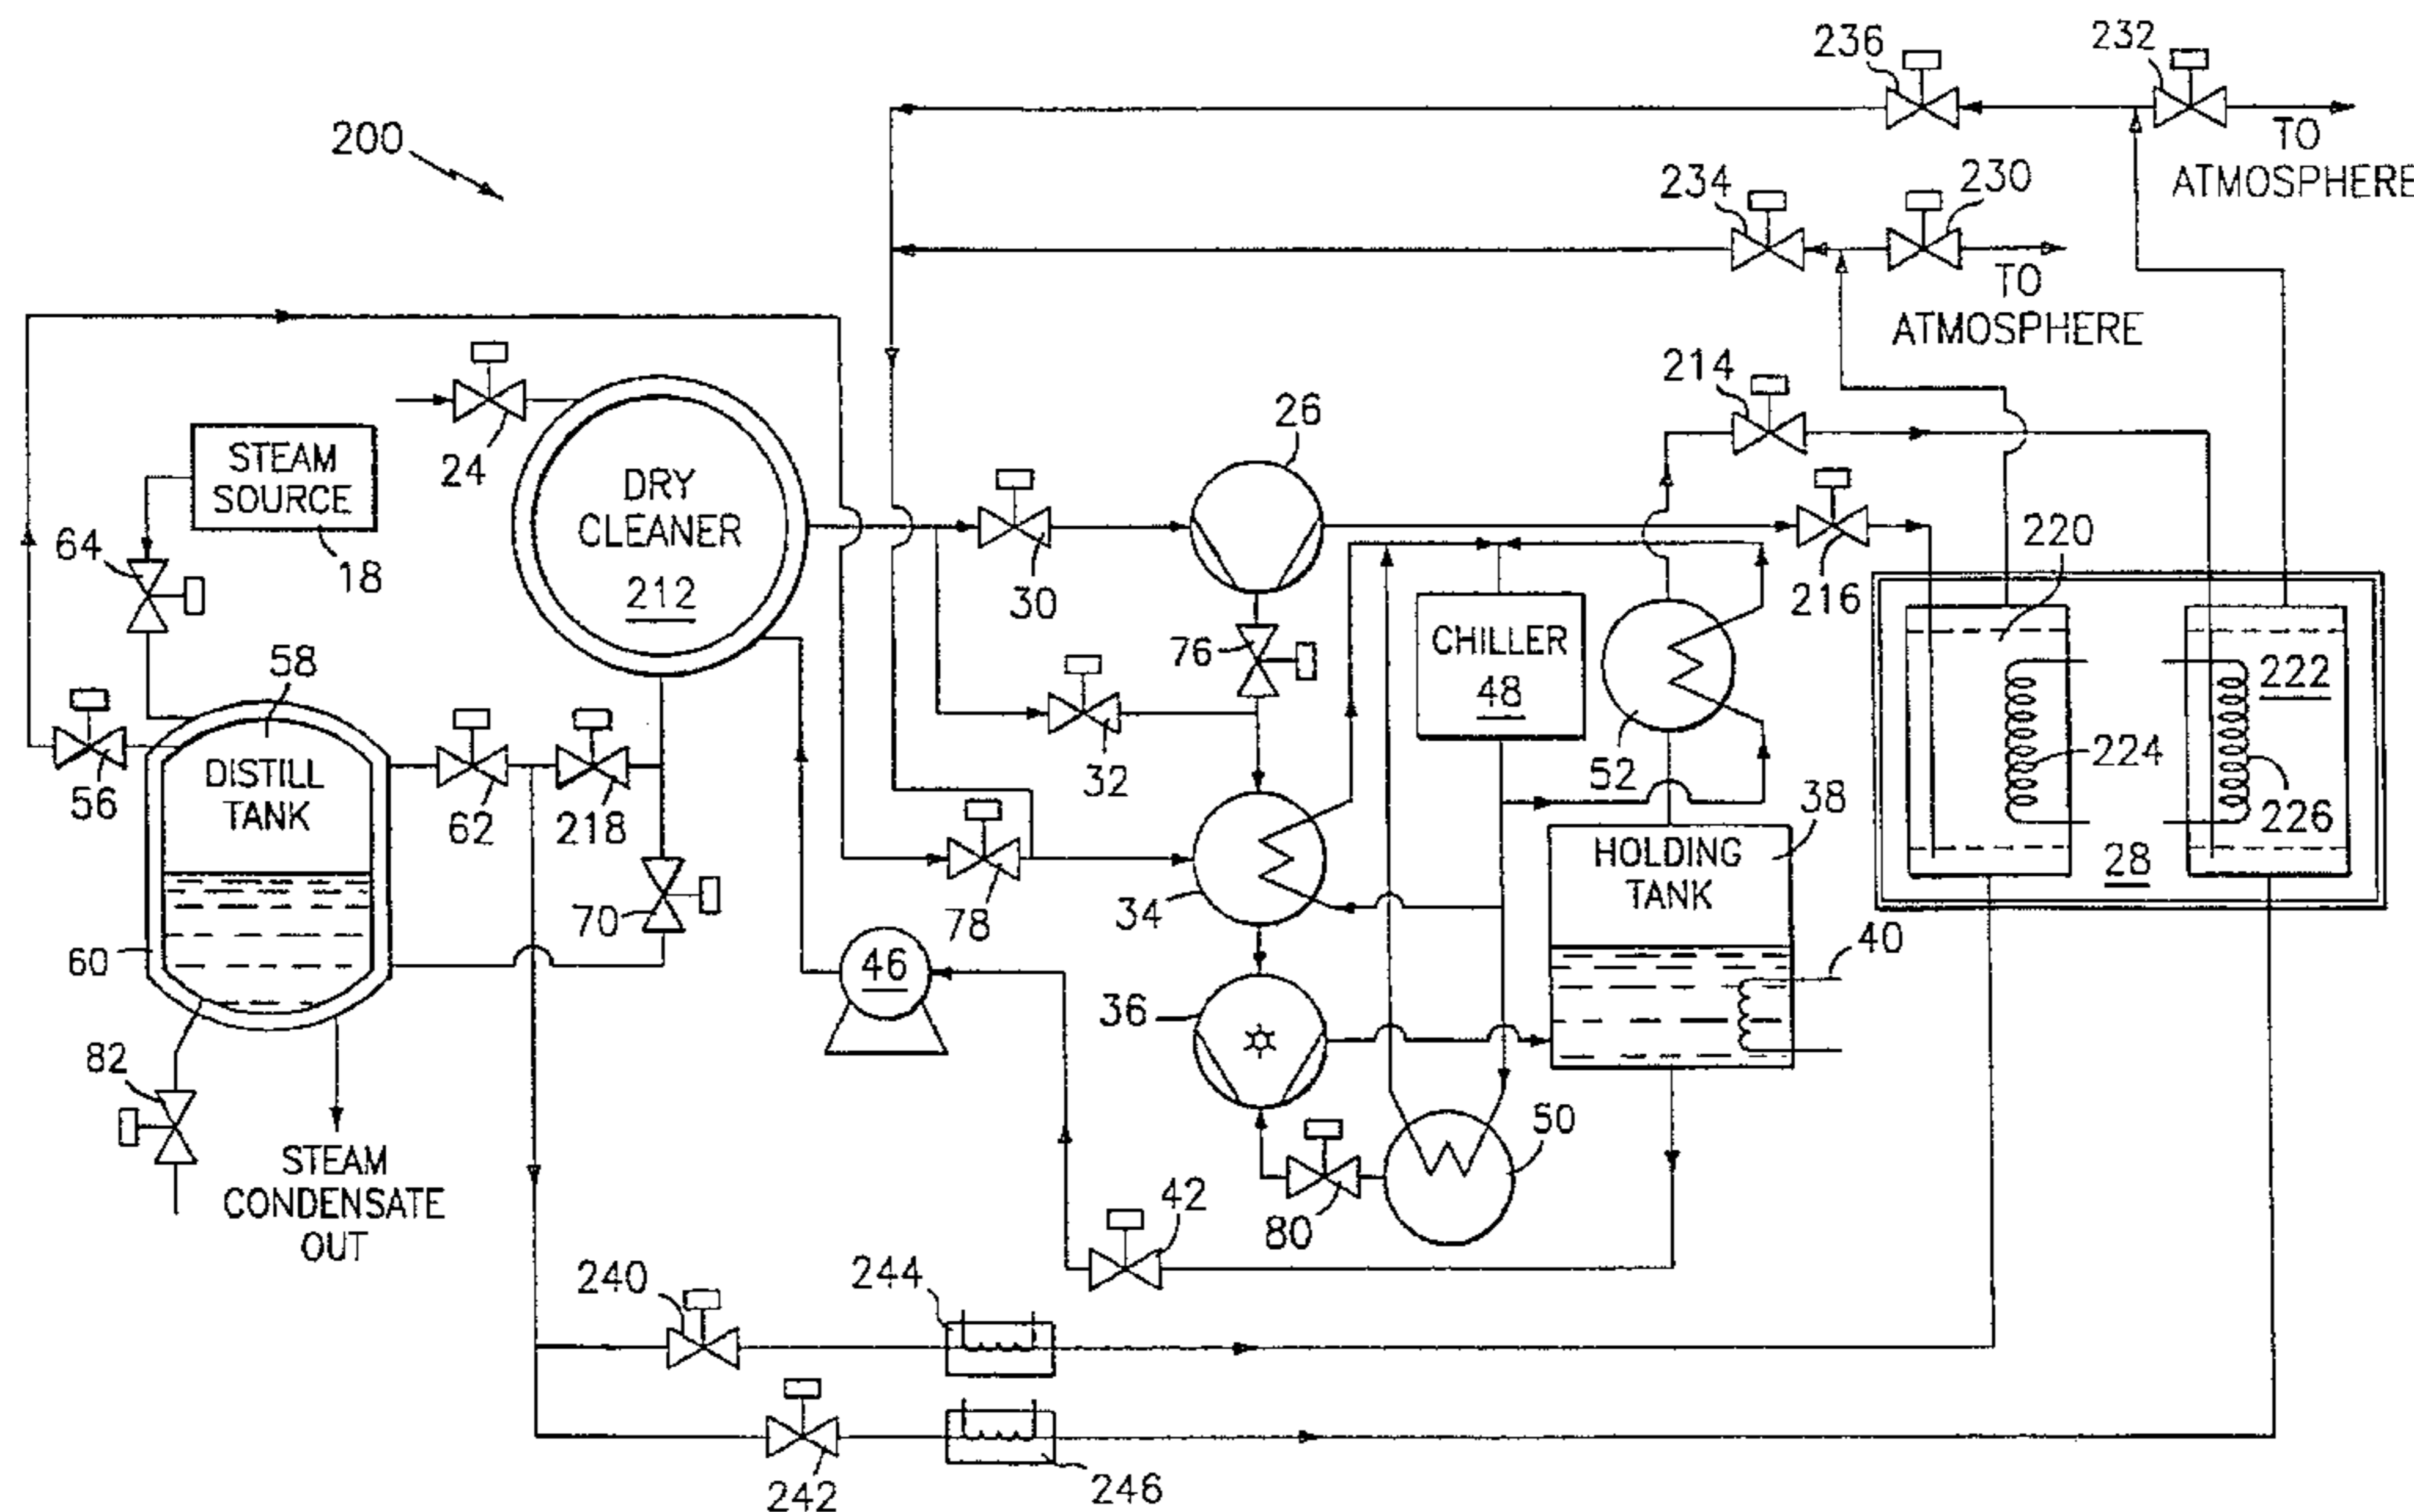 236
232
200
TO
ATMOSPHERE
234
230
TO
ATMOSPHERE
214
26
24
STEAM
SOURCE
18
DRY
CLEANER
212
64
30
216
220
58
76
CHILLER
48
222
56
DISTILL
TANK
62
218
32
52
224
226
38
HOLDING
TANK
28
60
70
78
34
40
46
36
82
STEAM
CONDENSATE
OUT
50
80
42
240
244
242
246